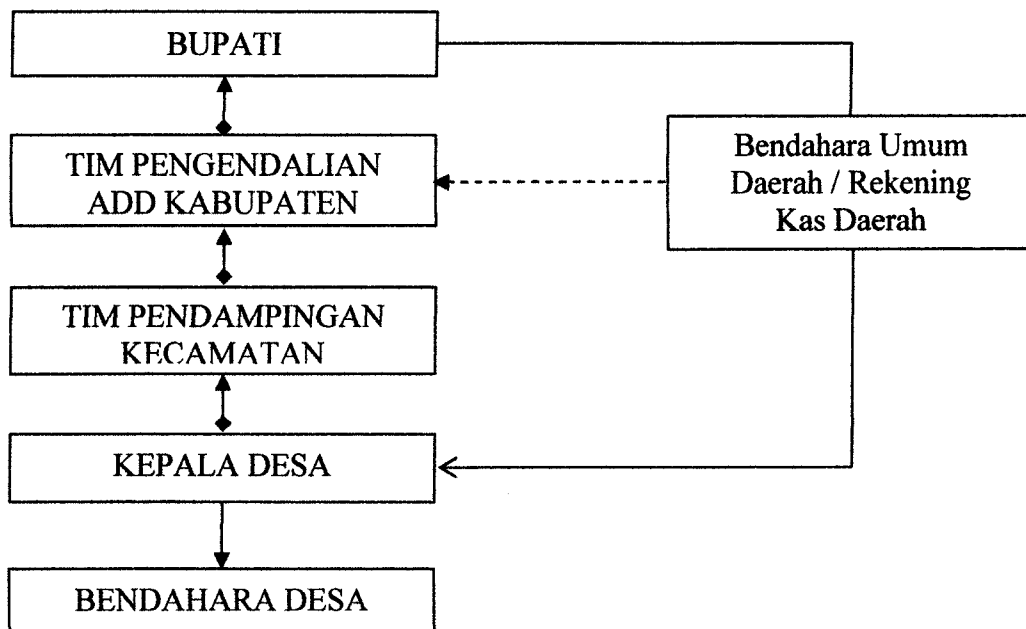 BUPATI
TIM PENGENDALIAN
ADD KABUPATEN
Bendahara Umum
Daerah / Rekening
Kas Daerah
TIM PENDAMPINGAN
KECAMATAN
KEPALA DESA
BENDAHARA DESA